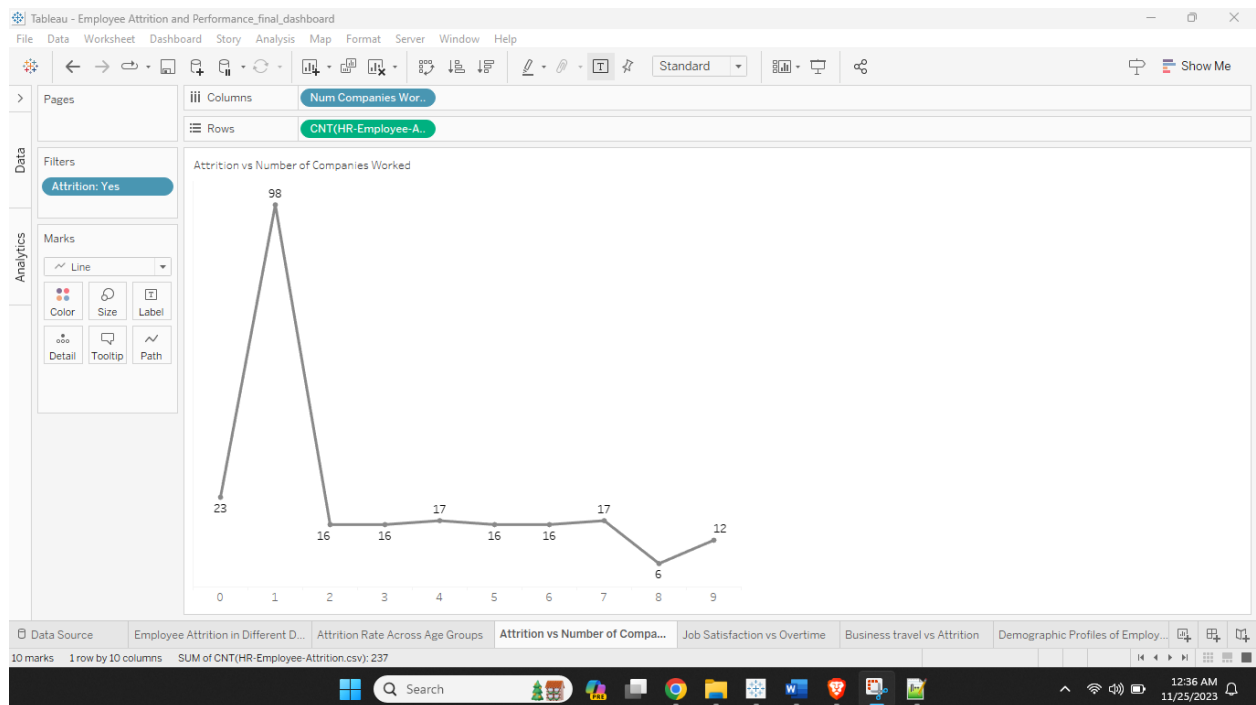 Tableau - Employee Attrition and Performance_final_dashboard
File Data Worksheet Dashboard Story Analysis Map Format Server Window Help
Standard
Show Me
Pages
Columns
Num Companies Wor..
Rows
CNT(HR-Employee-A..
Data
Analytics
Filters
Attrition: Yes
Marks
Line
Color Size Label
Detail Tooltip Path
Attrition vs Number of Companies Worked
98
23
16 16 17 16 16 17 6 12
0 1 2 3 4 5 6 7 8 9
Data Source Employee Attrition in Different D... Attrition Rate Across Age Groups Attrition vs Number of Compa... Job Satisfaction vs Overtime Business travel vs Attrition Demographic Profiles of Employ...
10 marks 1 row by 10 columns SUM of CNT(HR-Employee-Attrition.csv): 237
Search
12:36 AM
11/25/2023